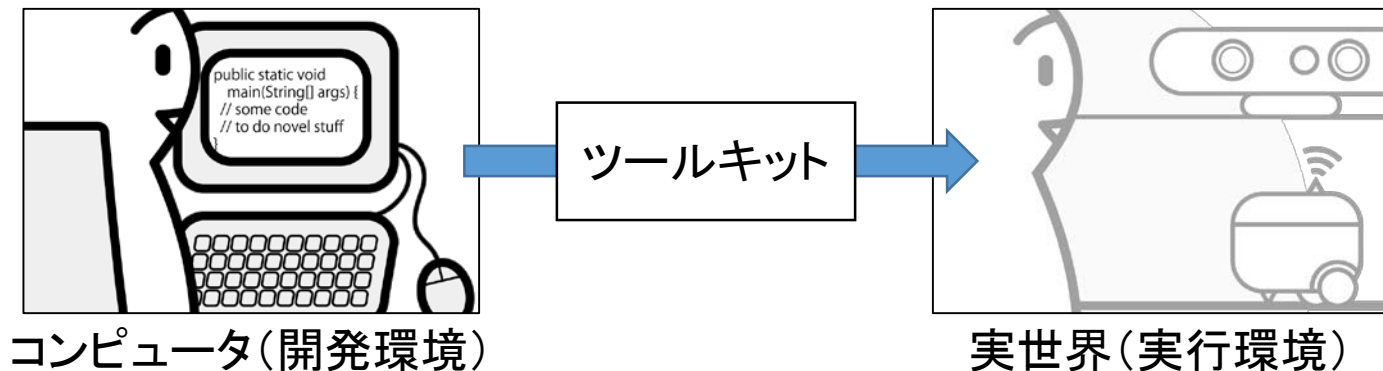 public static void
main(String[] args) {
// some code
// to do novel stuff
}
ツールキット
コンピュータ(開発環境)
実世界(実行環境)